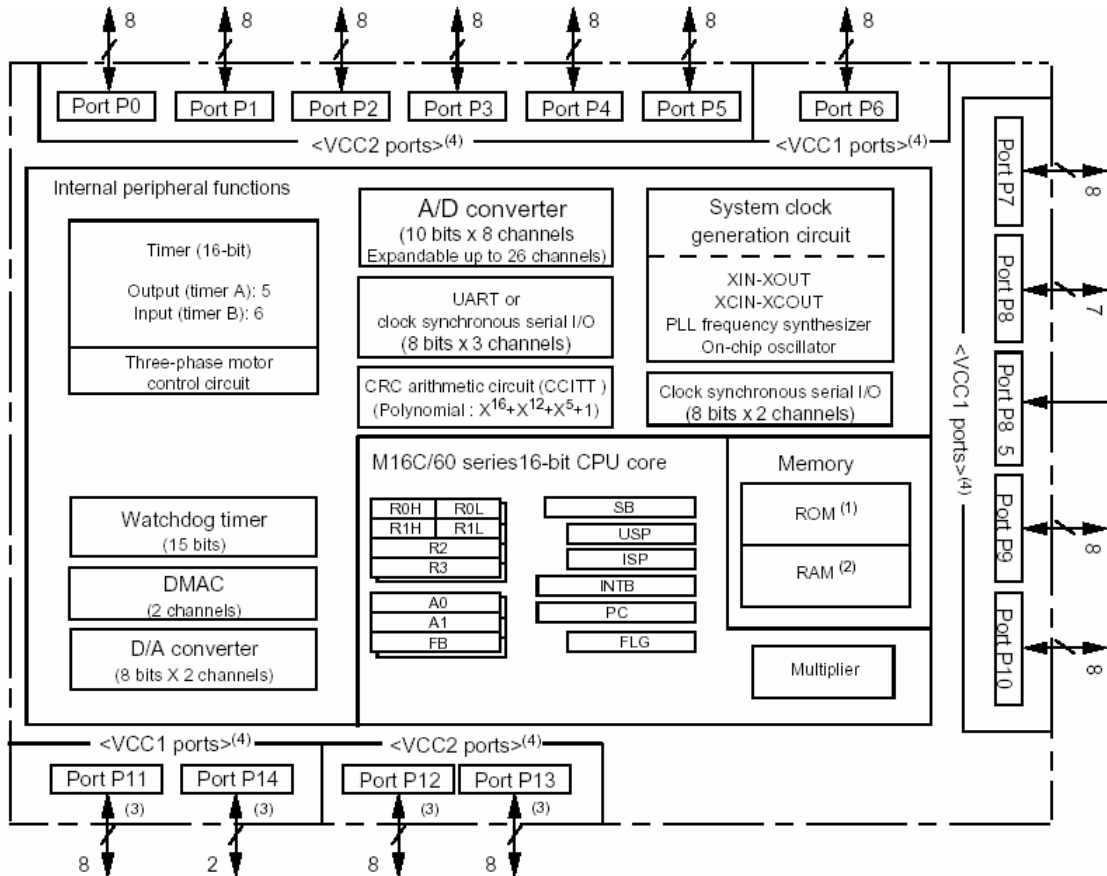 8 8 8 8 8 8 8
Port P0 Port P1 Port P2 Port P3 Port P4 Port P5 Port P6
<VCC2 ports>(4) <VCC1 ports>(4)
Internal peripheral functions
Timer (16-bit)
Output (timer A): 5
Input (timer B): 6
Three-phase motor
control circuit
Watchdog timer
(15 bits)
DMAC
(2 channels)
D/A converter
(8 bits X 2 channels)
A/D converter
(10 bits x 8 channels
Expandable up to 26 channels)
UART or
clock synchronous serial I/O
(8 bits x 3 channels)
CRC arithmetic circuit (CCITT )
(Polynomial : X16+X12+X5+1)
System clock
generation circuit
XIN-XOUT
XCIN-XCOUT
PLL frequency synthesizer
On-chip oscillator
Clock synchronous serial I/O
(8 bits x 2 channels)
M16C/60 series16-bit CPU core
R0H R0L
R1H R1L
R2
R3
A0
A1
FB
SB
USP
ISP
INTB
PC
FLG
Memory
ROM (1)
RAM (2)
Multiplier
<VCC1 ports>(4)
Port P7
8
Port P8
7
Port P8 5
Port P9
8
Port P10
8
<VCC1 ports>(4) <VCC2 ports>(4)
Port P11 Port P14 Port P12 Port P13
(3) (3) (3) (3)
8 2 8 8